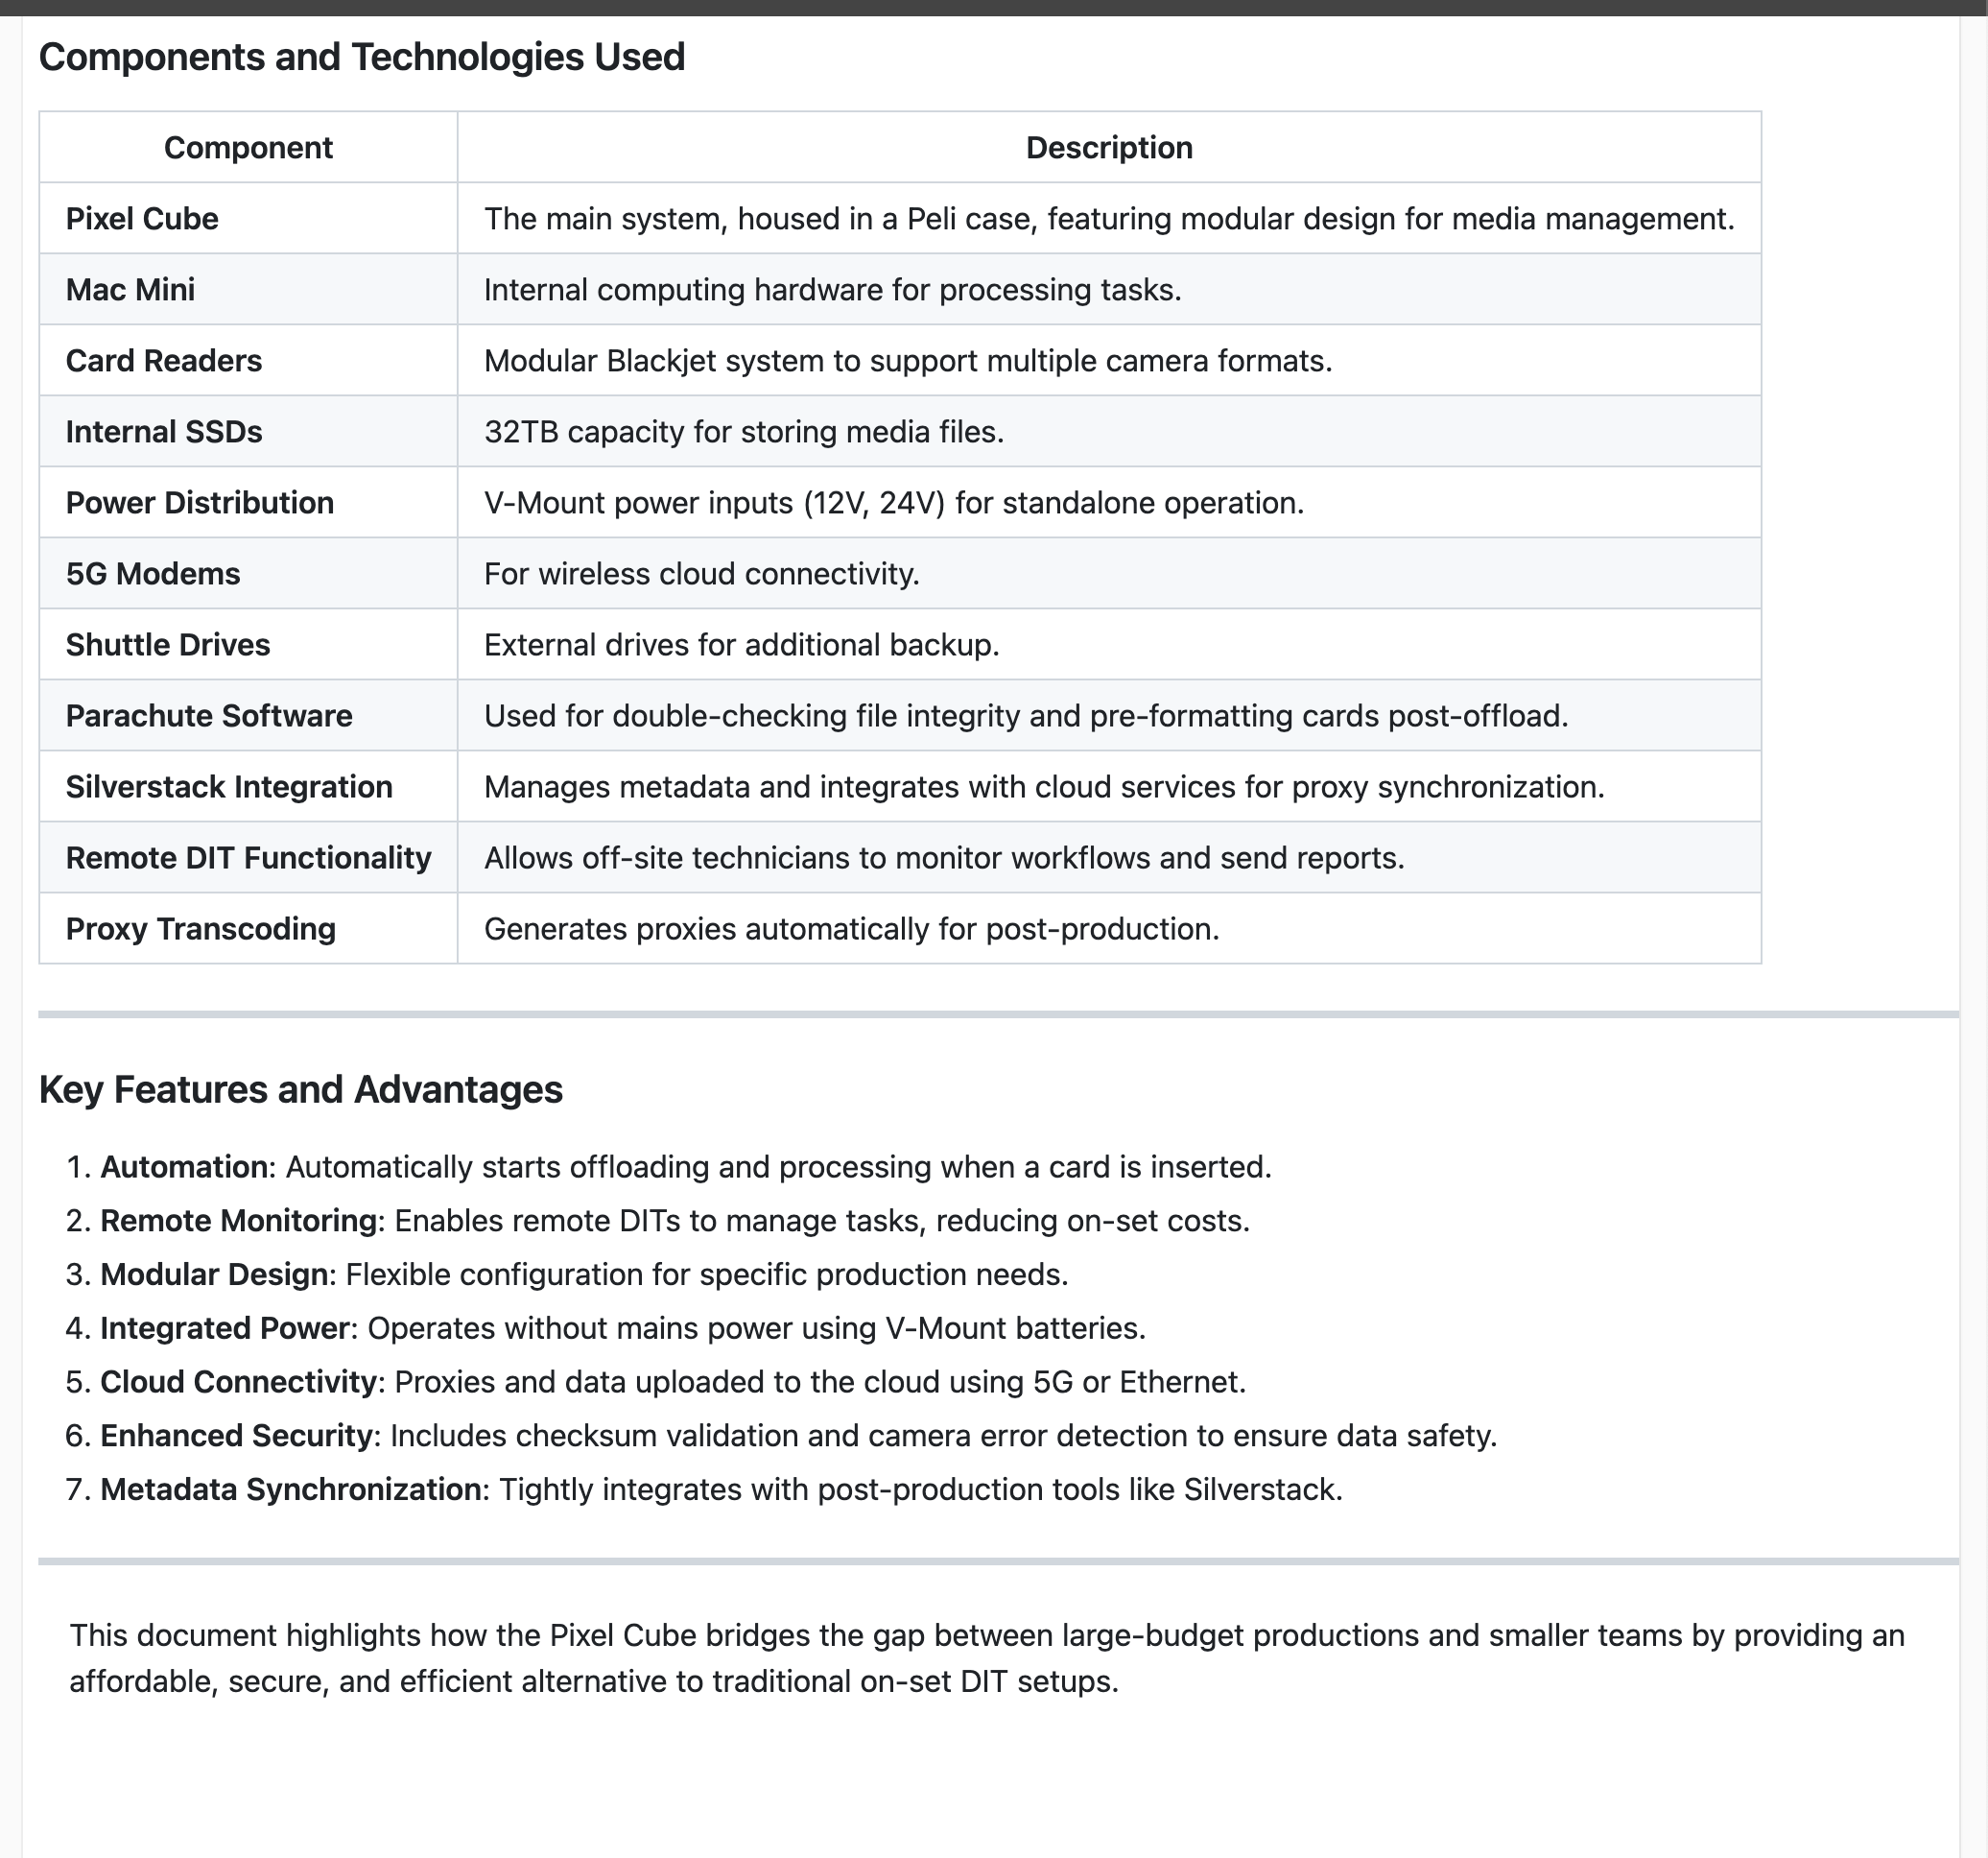 Components and Technologies Used
Component Description
Pixel Cube The main system, housed in a Peli case, featuring modular design for media management.
Mac Mini Internal computing hardware for processing tasks.
Card Readers Modular Blackjet system to support multiple camera formats.
Internal SSDs 32TB capacity for storing media files.
Power Distribution V-Mount power inputs (12V, 24V) for standalone operation.
5G Modems For wireless cloud connectivity.
Shuttle Drives External drives for additional backup.
Parachute Software Used for double-checking file integrity and pre-formatting cards post-offload.
Silverstack Integration Manages metadata and integrates with cloud services for proxy synchronization.
Remote DIT Functionality Allows off-site technicians to monitor workflows and send reports.
Proxy Transcoding Generates proxies automatically for post-production.
Key Features and Advantages
1. Automation: Automatically starts offloading and processing when a card is inserted.
2. Remote Monitoring: Enables remote DITs to manage tasks, reducing on-set costs.
3. Modular Design: Flexible configuration for specific production needs.
4. Integrated Power: Operates without mains power using V-Mount batteries.
5. Cloud Connectivity: Proxies and data uploaded to the cloud using 5G or Ethernet.
6. Enhanced Security: Includes checksum validation and camera error detection to ensure data safety.
7. Metadata Synchronization: Tightly integrates with post-production tools like Silverstack.
This document highlights how the Pixel Cube bridges the gap between large-budget productions and smaller teams by providing an
affordable, secure, and efficient alternative to traditional on-set DIT setups.